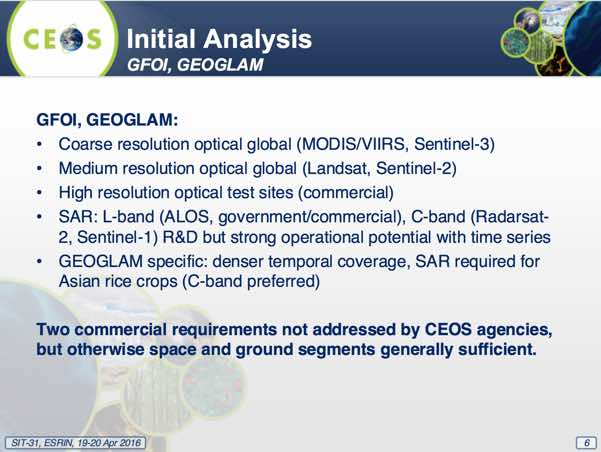 CEOS
Initial Analysis
GFOI, GEOGLAM
GFOI, GEOGLAM:
• Coarse resolution optical global (MODIS/VIIRS, Sentinel-3)
• Medium resolution optical global (Landsat, Sentinel-2)
• High resolution optical test sites (commercial)
• SAR: L-band (ALOS, government/commercial), C-band (Radarsat-
2, Sentinel-1) R&D but strong operational potential with time series
• GEOGLAM specific: denser temporal coverage, SAR required for
Asian rice crops (C-band preferred)
Two commercial requirements not addressed by CEOS agencies,
but otherwise space and ground segments generally sufficient.
SIT-31, ESRIN, 19-20 Apr 2016
6